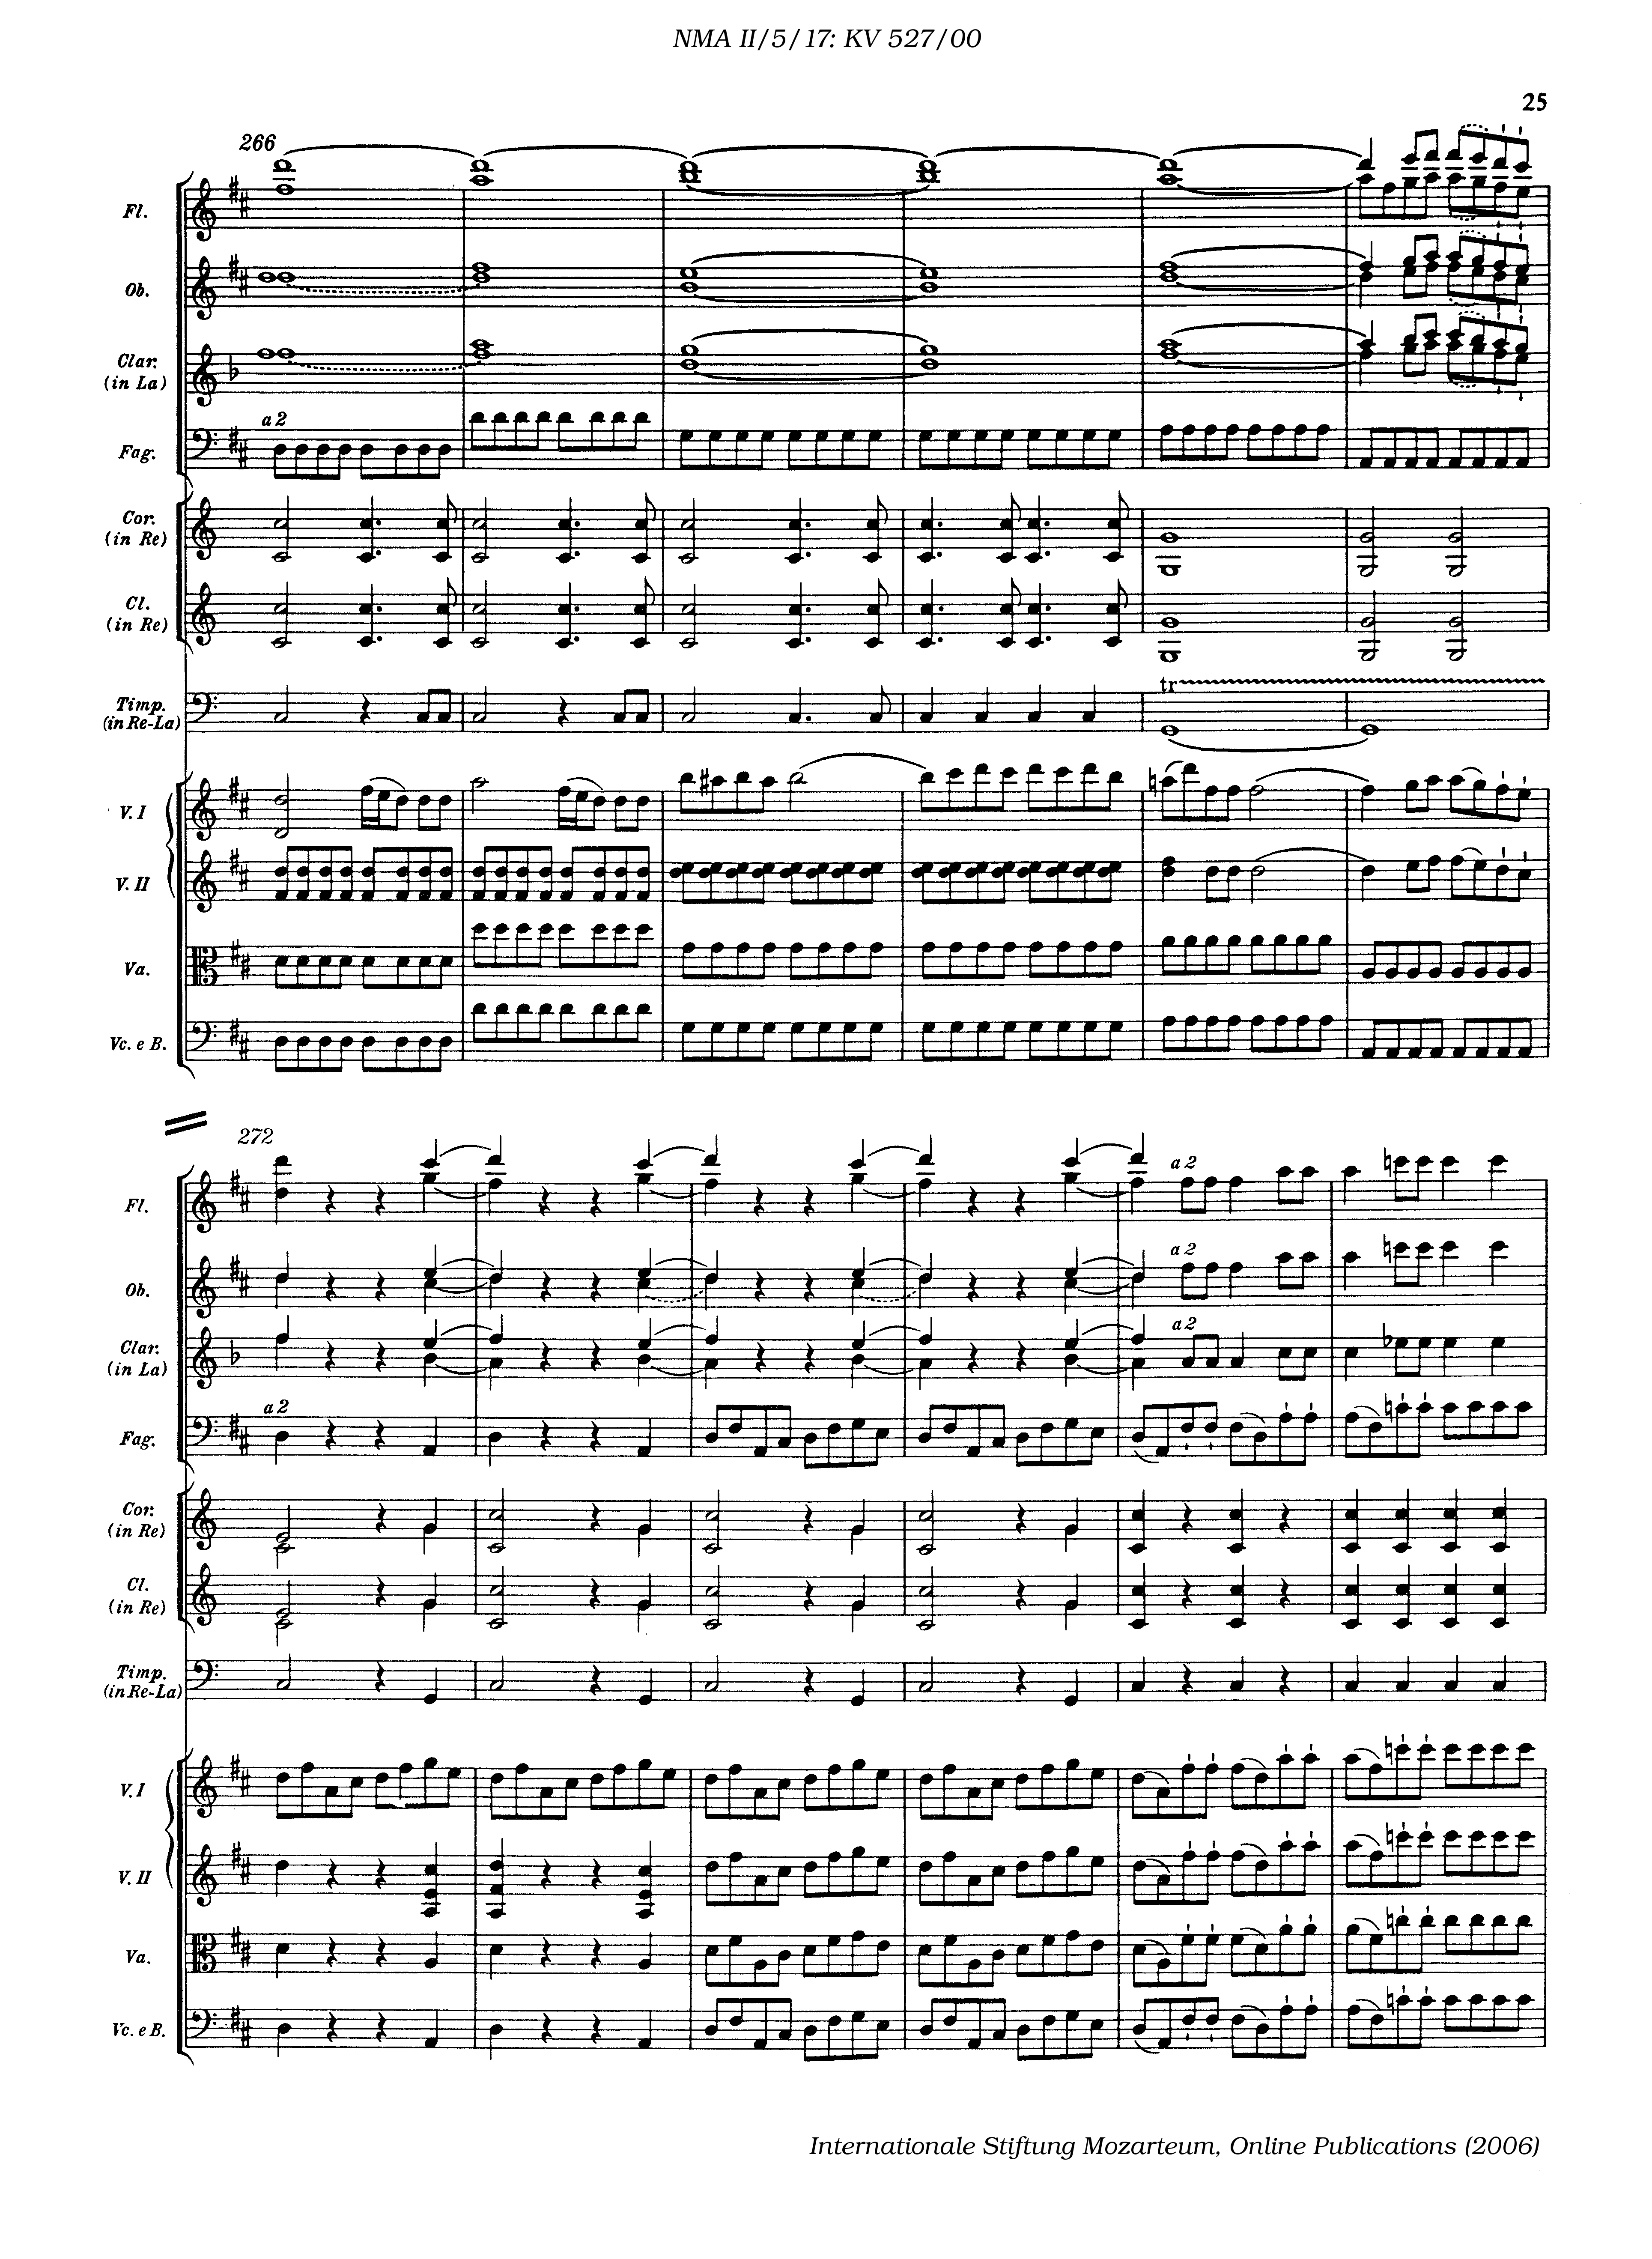 NMA II/5/17: KV 527/00
25
266
Fl.
Ob.
Clar.
(in La)
a 2
Fag.
Cor.
(in Re)
Cl.
(in Re)
tr
Timp.
(in Re-La)
V. I
V. II
Va.
Vc. e B.
272
a 2
Fl.
a 2
Ob.
a 2
Clar.
(in La)
a 2
Fag.
Cor.
(in Re)
Cl.
(in Re)
Timp.
(in Re-La)
V. I
V. II
Va.
Vc. e B.
Internationale Stiftung Mozarteum, Online Publications (2006)